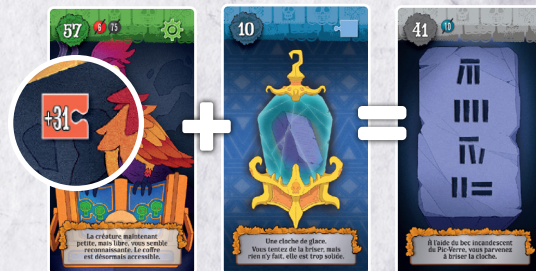 57 6 75
+31
La créature maintenant
petite, mais libre, vous semble
reconnaissante. Le coffre
est désormais accessible.
+
10
Une cloche de glace.
Vous tentez de la briser, mais
rien n'y fait, elle est trop solide.
=
41 10
À l'aide du bec incandescent
du Pic-Verre, vous parvenez
à briser la cloche.